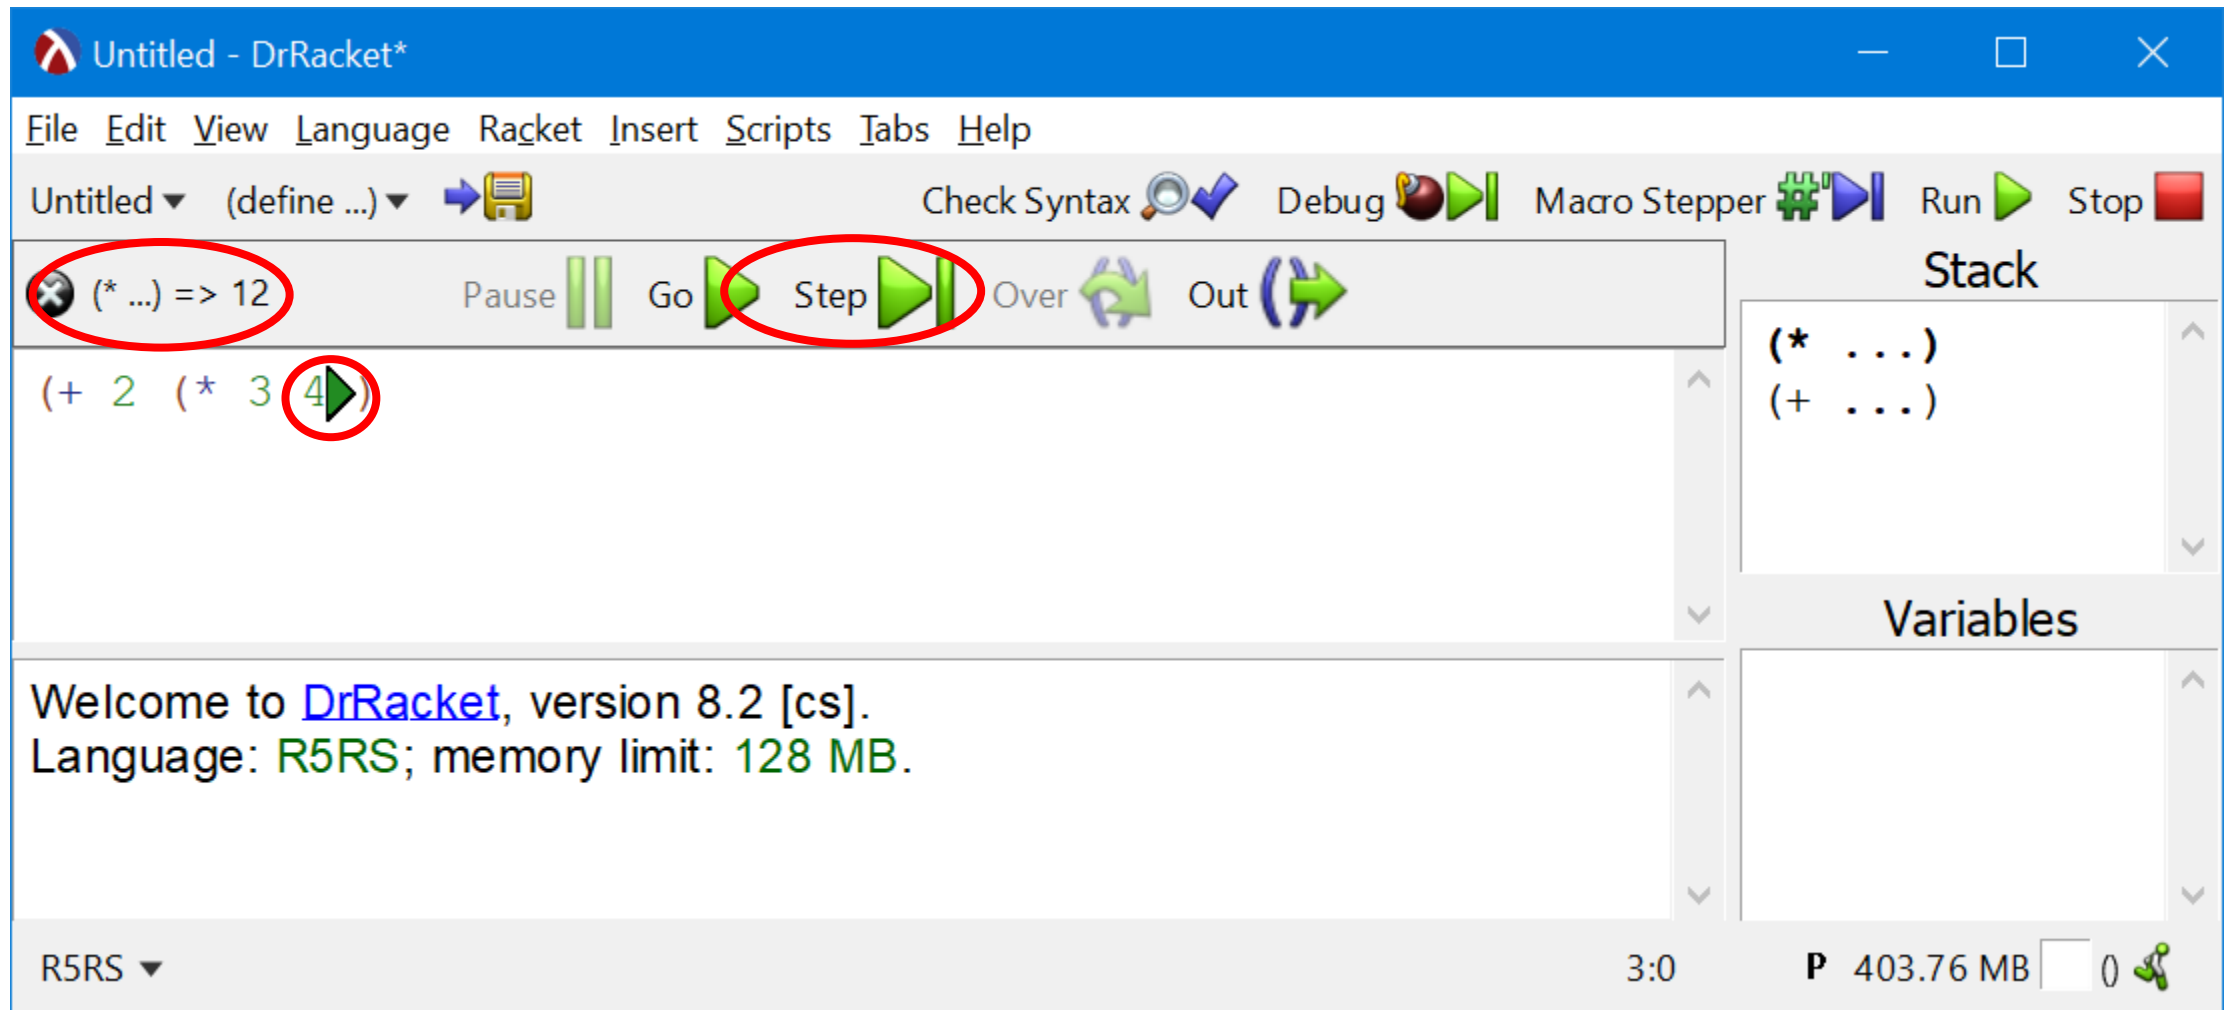 Untitled - DrRacket*
File Edit View Language Racket Insert Scripts Tabs Help
Untitled (define ...) Check Syntax Debug Macro Stepper Run Stop
(* ...) => 12 Pause Go Step Over Out
Stack
(* ...)
(+ ...)
(+ 2 (* 3 4)
Variables
Welcome to DrRacket, version 8.2 [cs].
Language: R5RS; memory limit: 128 MB.
R5RS 3:0 P 403.76 MB ()